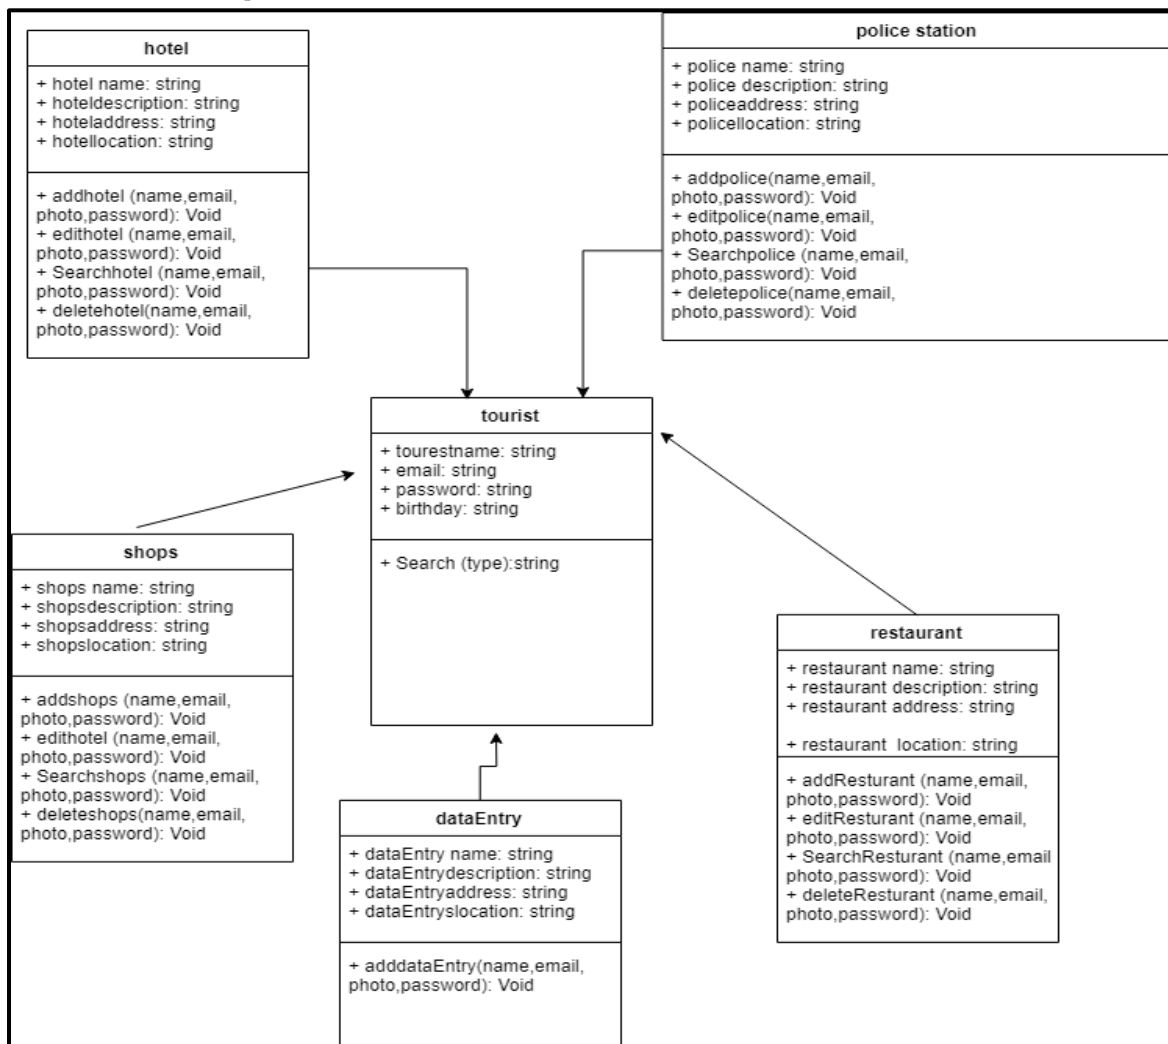 hotel
+ hotel name: string
+ hoteldescription: string
+ hoteladdress: string
+ hotellocation: string
+ addhotel (name,email,
photo,password): Void
+ edithotel (name,email,
photo,password): Void
+ Searchhotel (name,email,
photo,password): Void
+ deletehotel(name,email,
photo,password): Void
police station
+ police name: string
+ police description: string
+ policeaddress: string
+ policellocation: string
+ addpolice(name,email,
photo,password): Void
+ editpolice(name,email,
photo,password): Void
+ Searchpolice (name,email,
photo,password): Void
+ deletepolice(name,email,
photo,password): Void
tourist
+ tourestname: string
+ email: string
+ password: string
+ birthday: string
+ Search (type):string
shops
+ shops name: string
+ shopsdescription: string
+ shopsaddress: string
+ shopslocation: string
+ addshops (name,email,
photo,password): Void
+ edithotel (name,email,
photo,password): Void
+ Searchshops (name,email,
photo,password): Void
+ deleteshops(name,email,
photo,password): Void
restaurant
+ restaurant name: string
+ restaurant description: string
+ restaurant address: string
+ restaurant location: string
+ addResturant (name,email,
photo,password): Void
+ editResturant (name,email,
photo,password): Void
+ SearchResturant (name,email
photo,password): Void
+ deleteResturant (name,email,
photo,password): Void
dataEntry
+ dataEntry name: string
+ dataEntrydescription: string
+ dataEntryaddress: string
+ dataEntryslocation: string
+ adddataEntry(name,email,
photo,password): Void